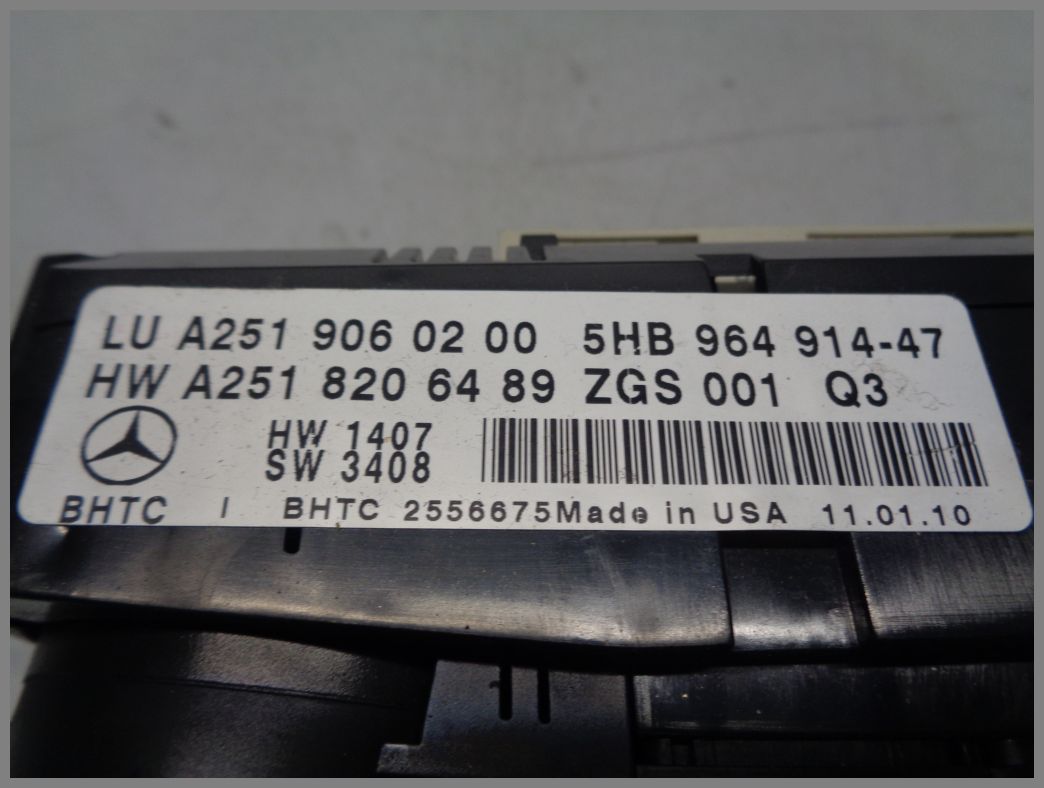 LU A251 906 02 00 5HB 964 914-47
HW A251 820 64 89 ZGS 001 Q3
HW 1407
SW 3408
BHTC I BHTC 2556675Made in USA 11.01.10